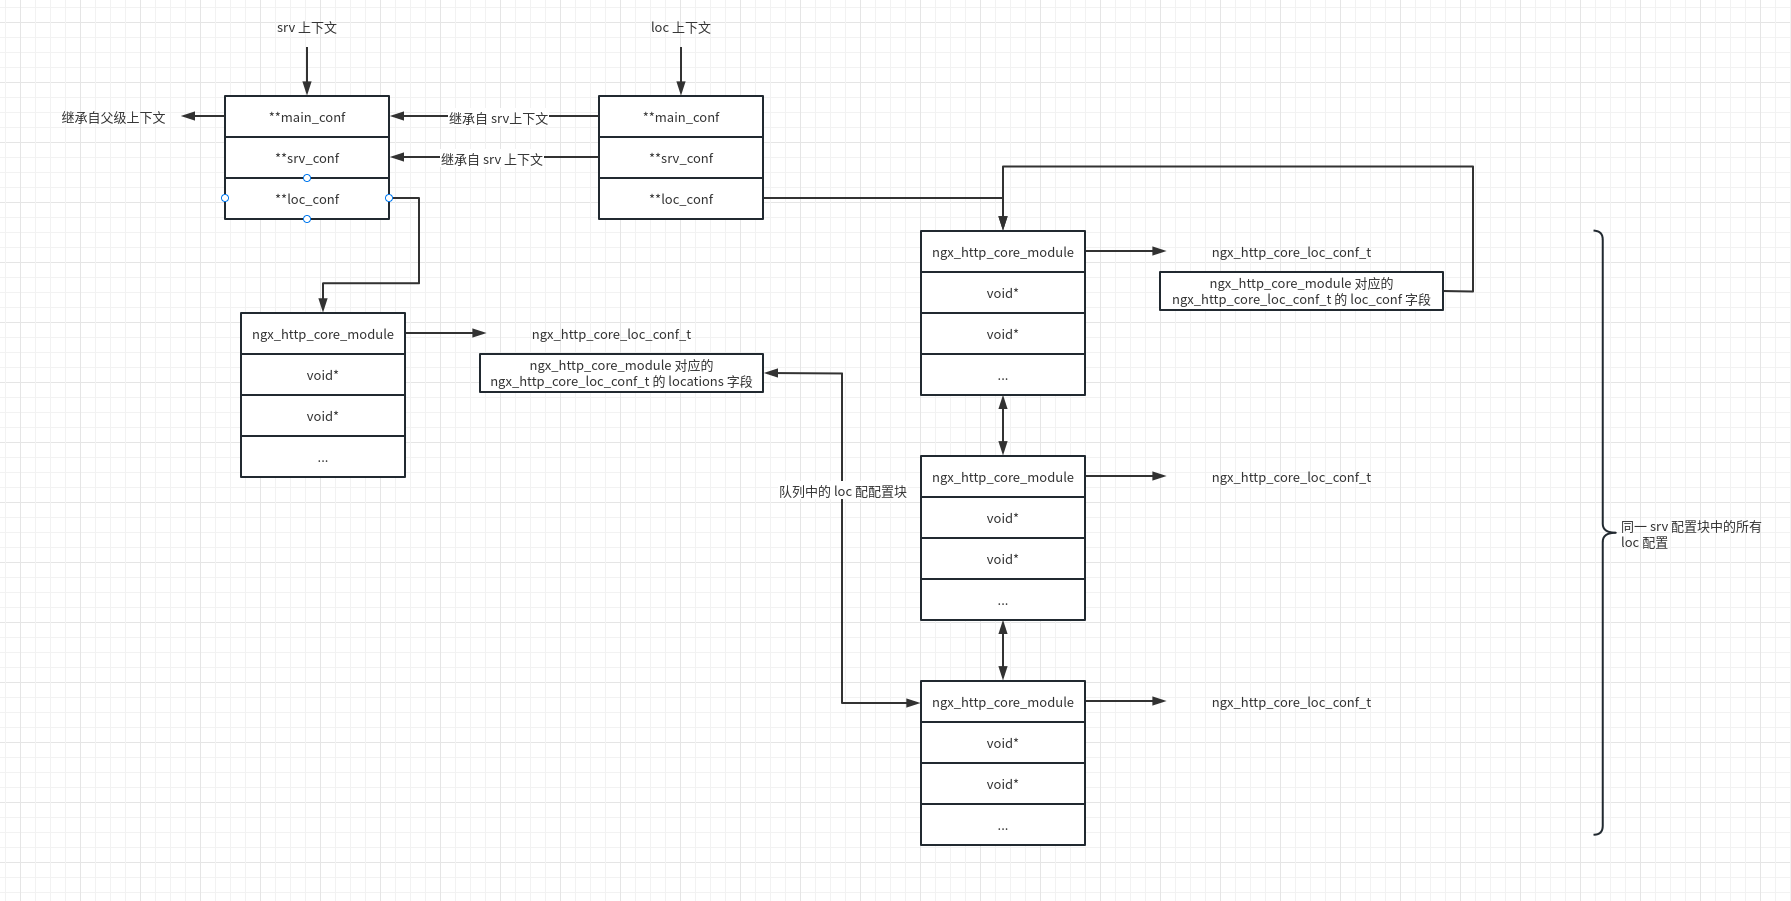 srv 上下文
loc 上下文
继承自父级上下文
**main_conf
继承自 srv上下文
**main_conf
**srv_conf
继承自 srv 上下文
**srv_conf
**loc_conf
**loc_conf
ngx_http_core_module
ngx_http_core_loc_conf_t
void*
ngx_http_core_module 对应的
ngx_http_core_loc_conf_t 的 loc_conf 字段
void*
...
ngx_http_core_module
ngx_http_core_loc_conf_t
void*
ngx_http_core_module 对应的
ngx_http_core_loc_conf_t 的 locations 字段
void*
...
队列中的 loc 配配置块
ngx_http_core_module
ngx_http_core_loc_conf_t
void*
void*
...
同一 srv 配置块中的所有
loc 配置
ngx_http_core_module
ngx_http_core_loc_conf_t
void*
void*
...